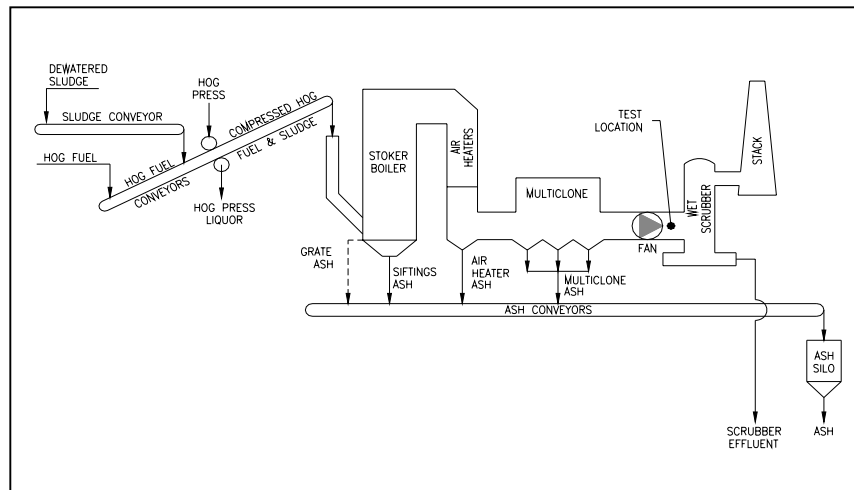 DEWATERED
SLUDGE
SLUDGE CONVEYOR
HOG FUEL
HOG
PRESS
HOG FUEL
CONVEYORS
COMPRESSED HOG
FUEL & SLUDGE
HOG PRESS
LIQUOR
STOKER
BOILER
AIR
HEATERS
MULTICLONE
TEST
LOCATION
FAN
WET
SCRUBBER
STACK
GRATE
ASH
SIFTINGS
ASH
AIR
HEATER
ASH
MULTICLONE
ASH
ASH CONVEYORS
ASH
SILO
SCRUBBER
EFFLUENT
ASH